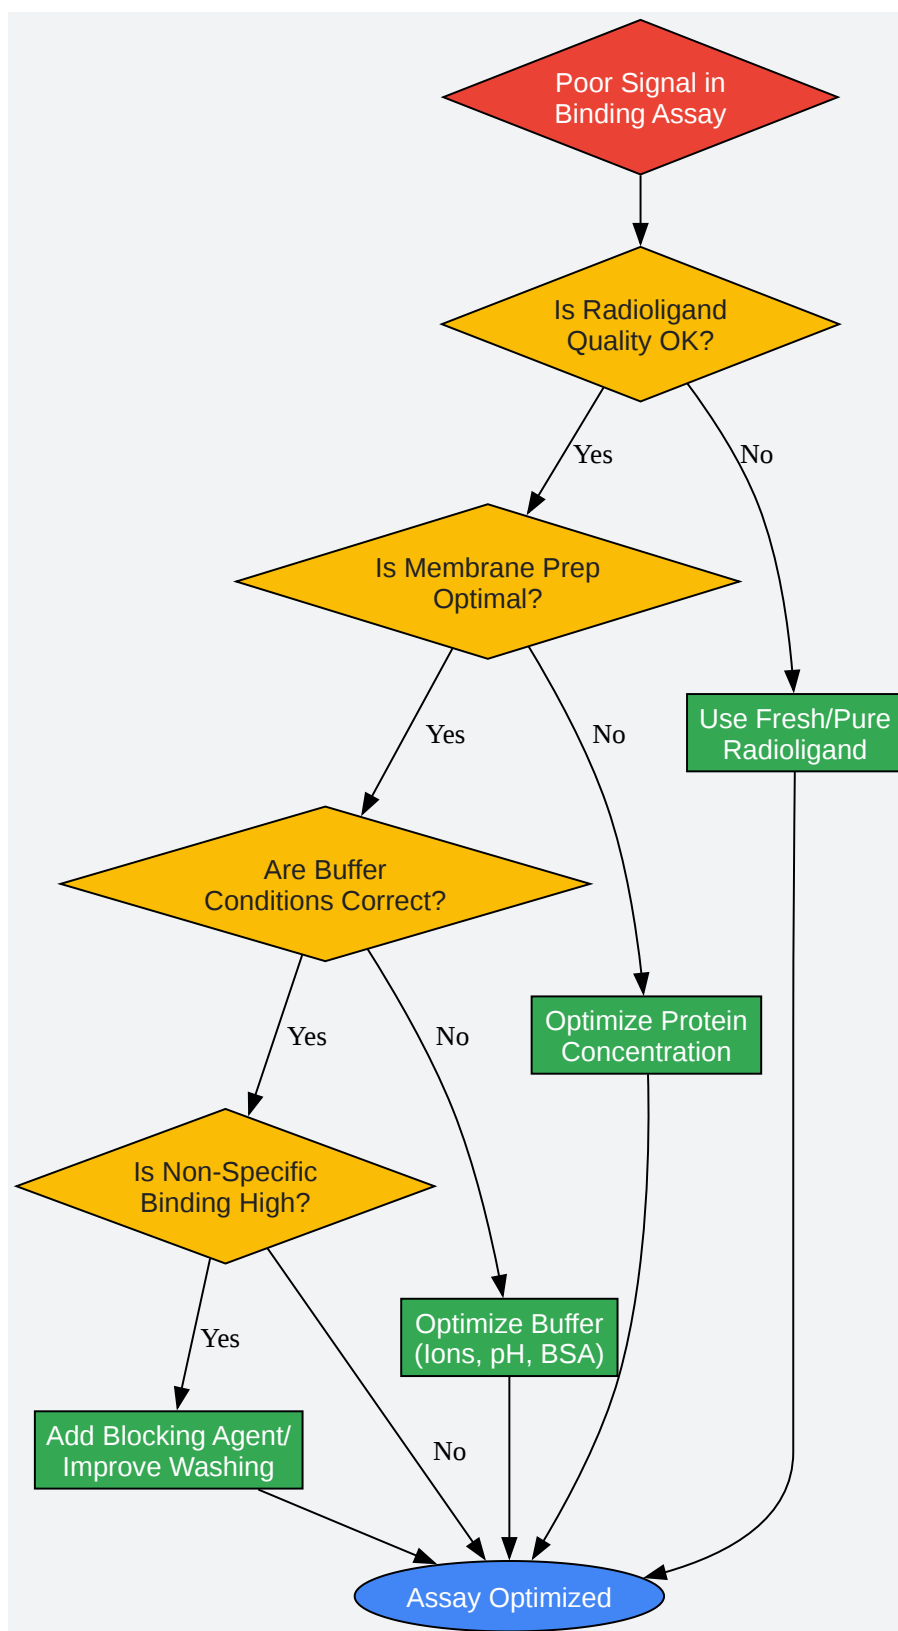 Poor Signal in
Binding Assay
Is Radioligand
Quality OK?
Yes
No
Is Membrane Prep
Optimal?
Use Fresh/Pure
Radioligand
Yes
No
Are Buffer
Conditions Correct?
Optimize Protein
Concentration
Yes
No
Is Non-Specific
Binding High?
Optimize Buffer
(Ions, pH, BSA)
Yes
Add Blocking Agent/
Improve Washing
No
Assay Optimized